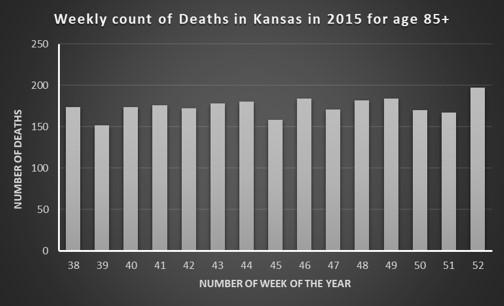 Weekly count of Deaths in Kansas in 2015 for age 85+
250
200
150
100
50
0
NUMBER OF DEATHS
38 39 40 41 42 43 44 45 46 47 48 49 50 51 52
NUMBER OF WEEK OF THE YEAR